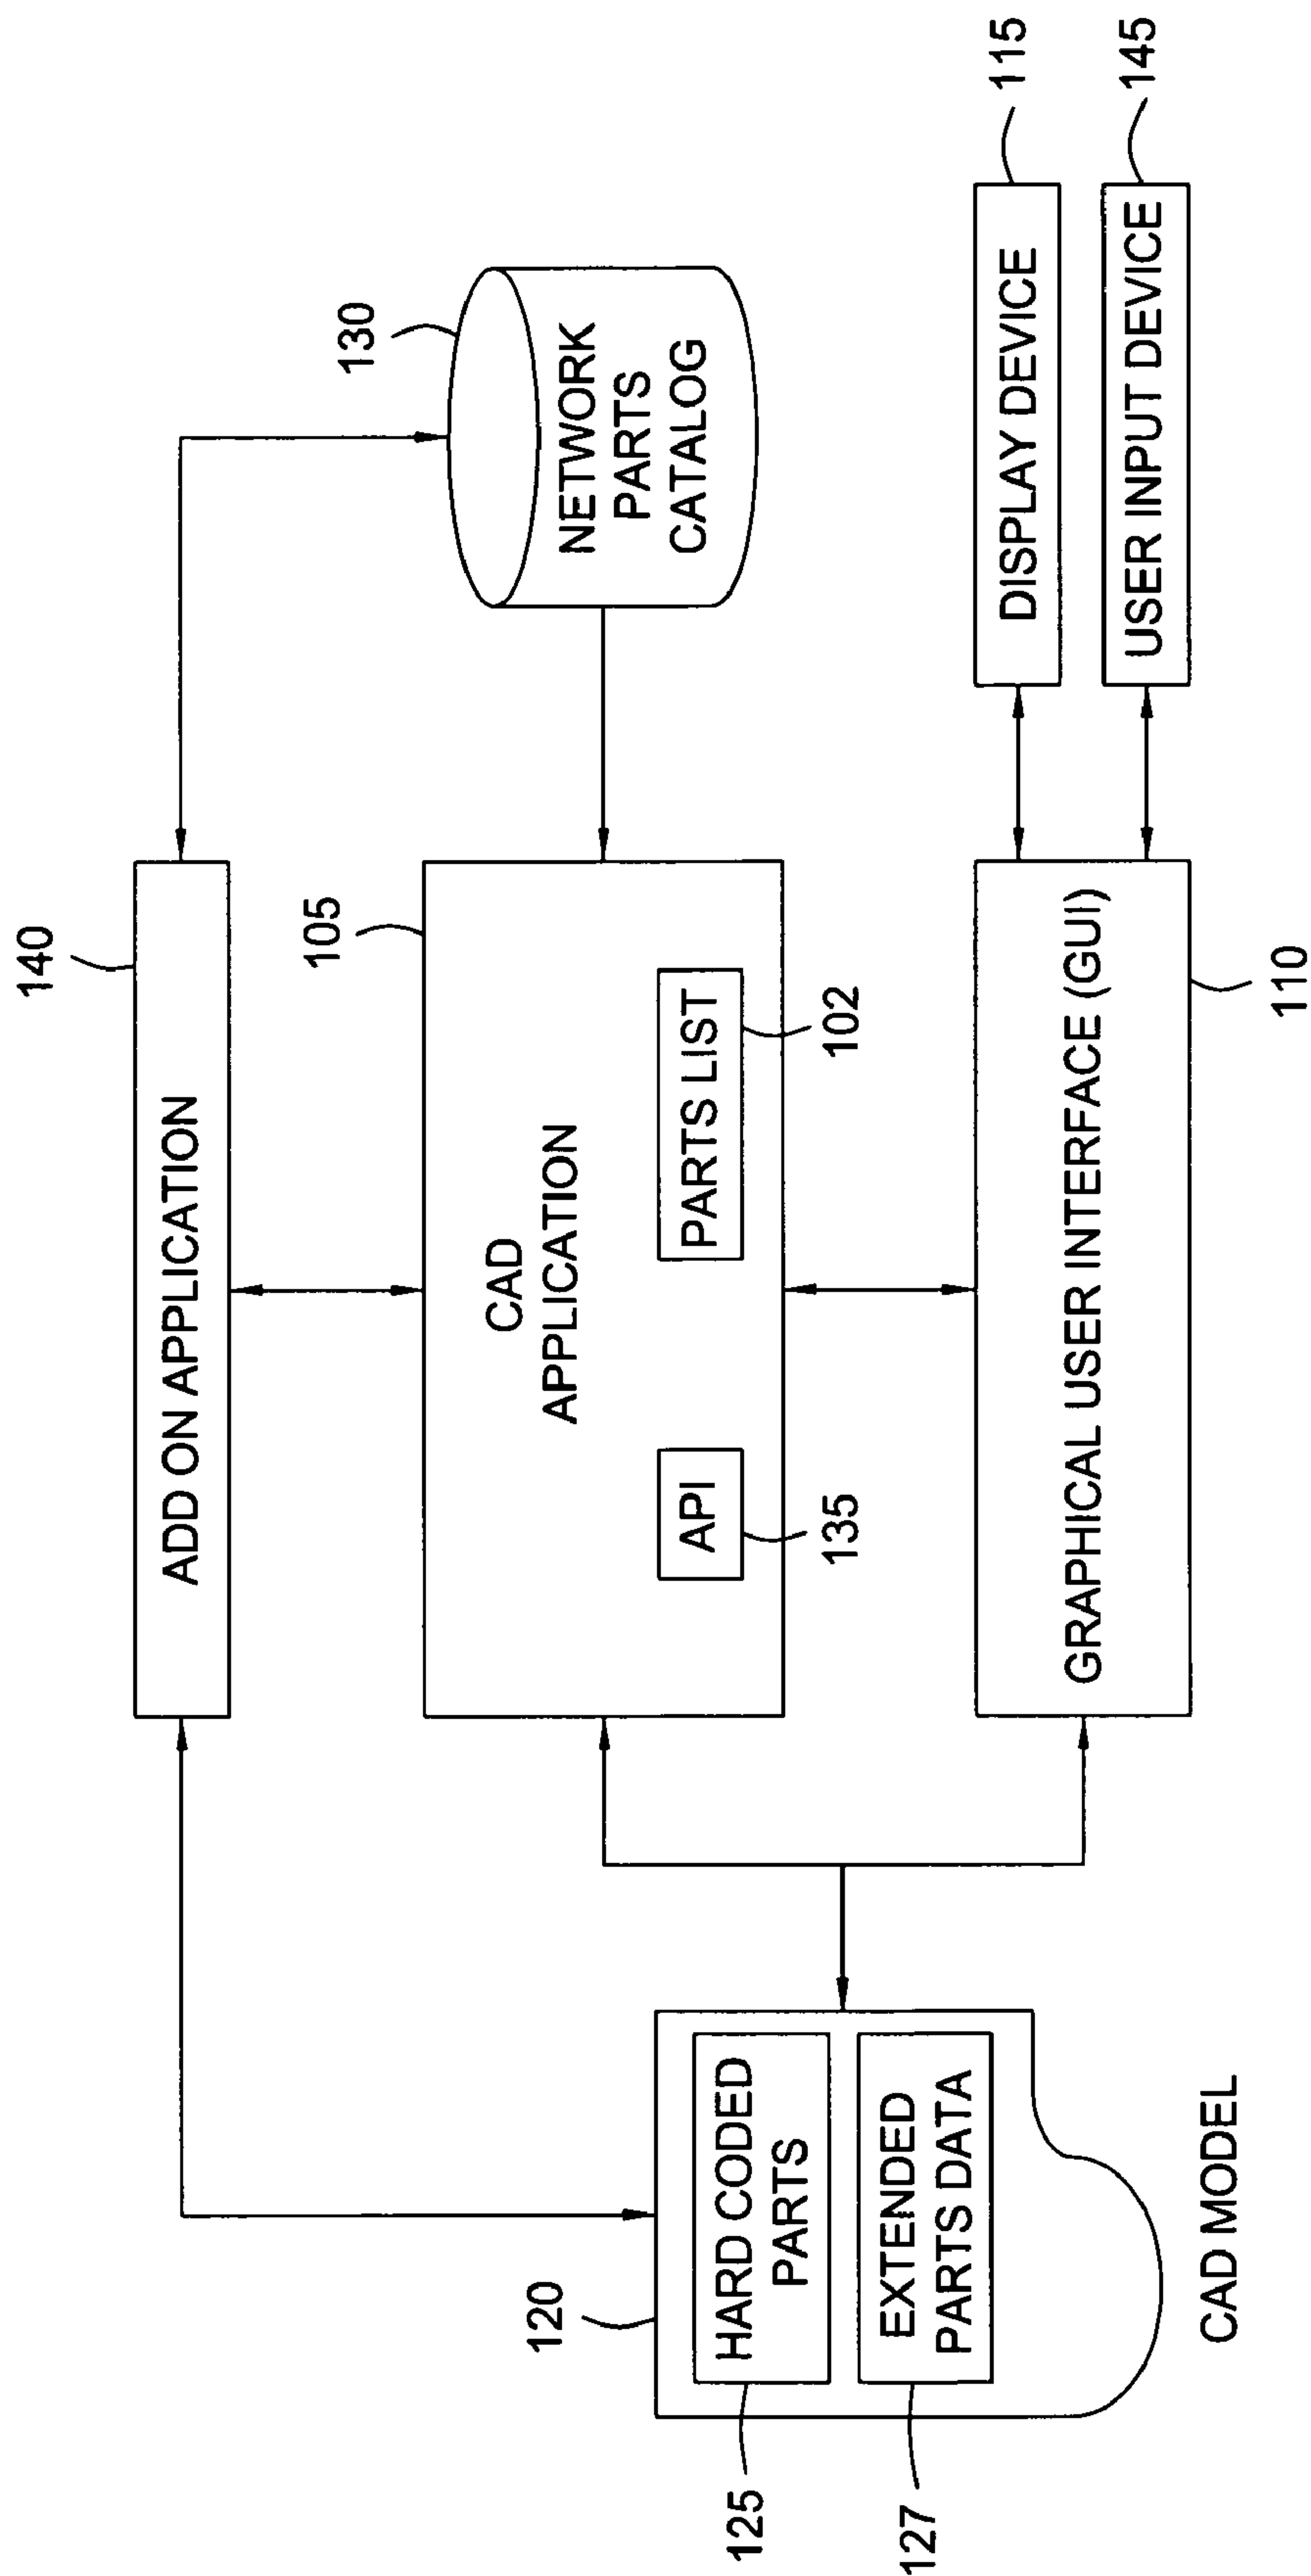 140
ADD ON APPLICATION
105
CAD
APPLICATION
API
135
PARTS LIST
102
130
NETWORK
PARTS
CATALOG
120
HARD CODED
PARTS
125
EXTENDED
PARTS DATA
127
CAD MODEL
GRAPHICAL USER INTERFACE (GUI)
110
DISPLAY DEVICE
115
USER INPUT DEVICE
145